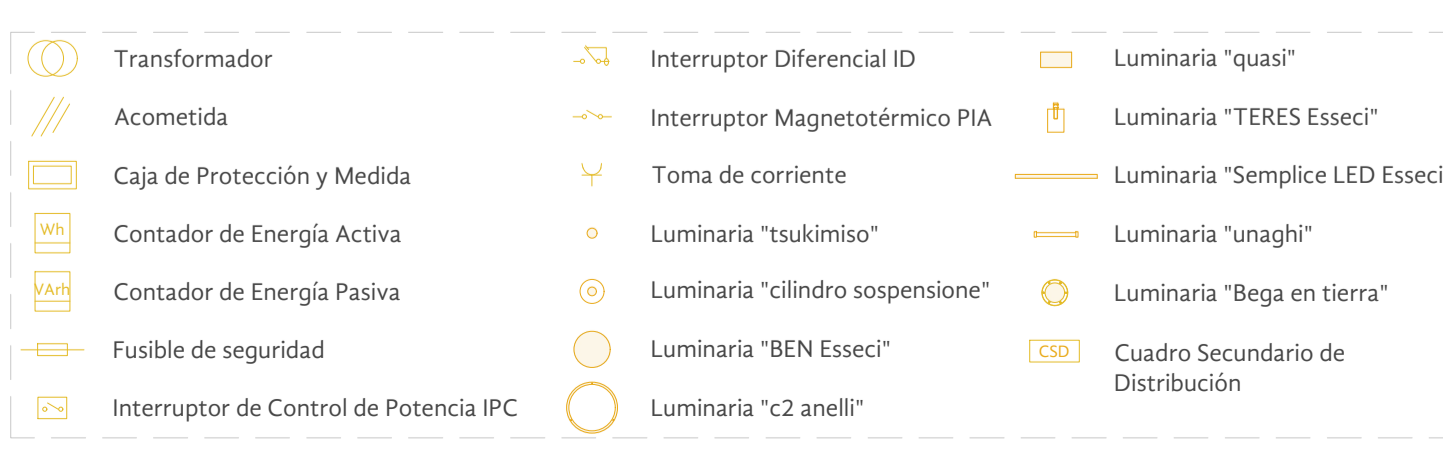 Transformador
Acometida
Caja de Protección y Medida
Wh
Contador de Energía Activa
VArh
Contador de Energía Pasiva
Fusible de seguridad
Interruptor de Control de Potencia IPC
Interruptor Diferencial ID
Interruptor Magnetotérmico PIA
Toma de corriente
Luminaria "tsukimiso"
Luminaria "cilindro sospensione"
Luminaria "BEN Esseci"
Luminaria "c2 anelli"
Luminaria "quasi"
Luminaria "TERES Esseci"
Luminaria "Semplice LED Esseci
Luminaria "unaghi"
Luminaria "Bega en tierra"
CSD
Cuadro Secundario de
Distribución